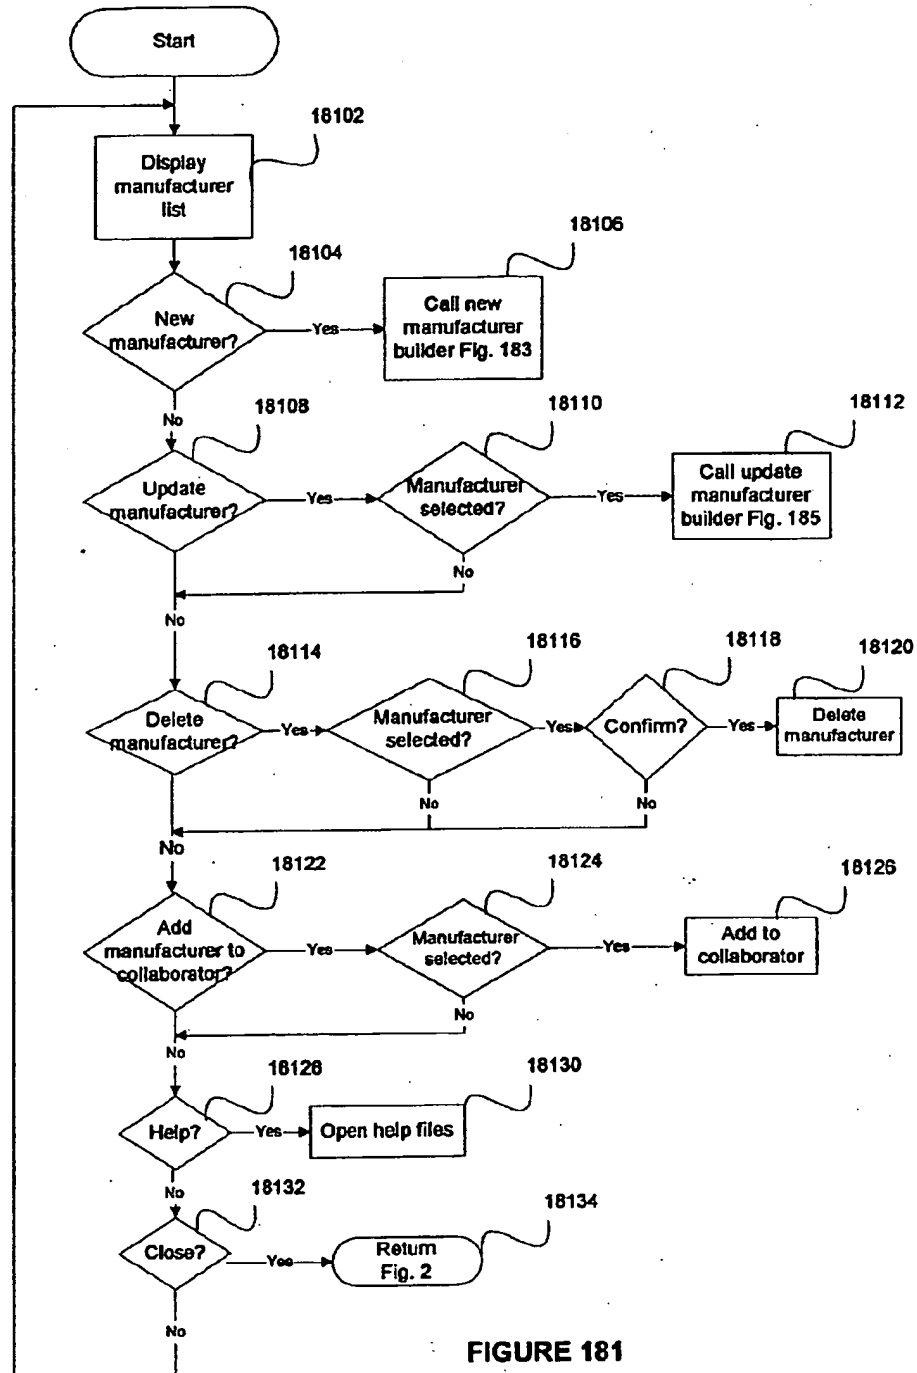 Start
18102
Display
manufacturer
list
18104
18106
New
manufacturer?
Yes
Call new
manufacturer
builder Fig. 183
No
18108
18110
18112
Update
manufacturer?
Yes
Manufacturer
selected?
Yes
Call update
manufacturer
builder Fig. 185
No
No
18114
18116
18118
18120
Delete
manufacturer?
Yes
Manufacturer
selected?
Yes
Confirm?
Yes
Delete
manufacturer
No
No
No
18122
18124
18126
Add
manufacturer to
collaborator?
Yes
Manufacturer
selected?
Yes
Add to
collaborator
No
No
18128
18130
Help?
Yes
Open help files
No
18132
18134
Close?
Yes
Return
Fig. 2
No
FIGURE 181